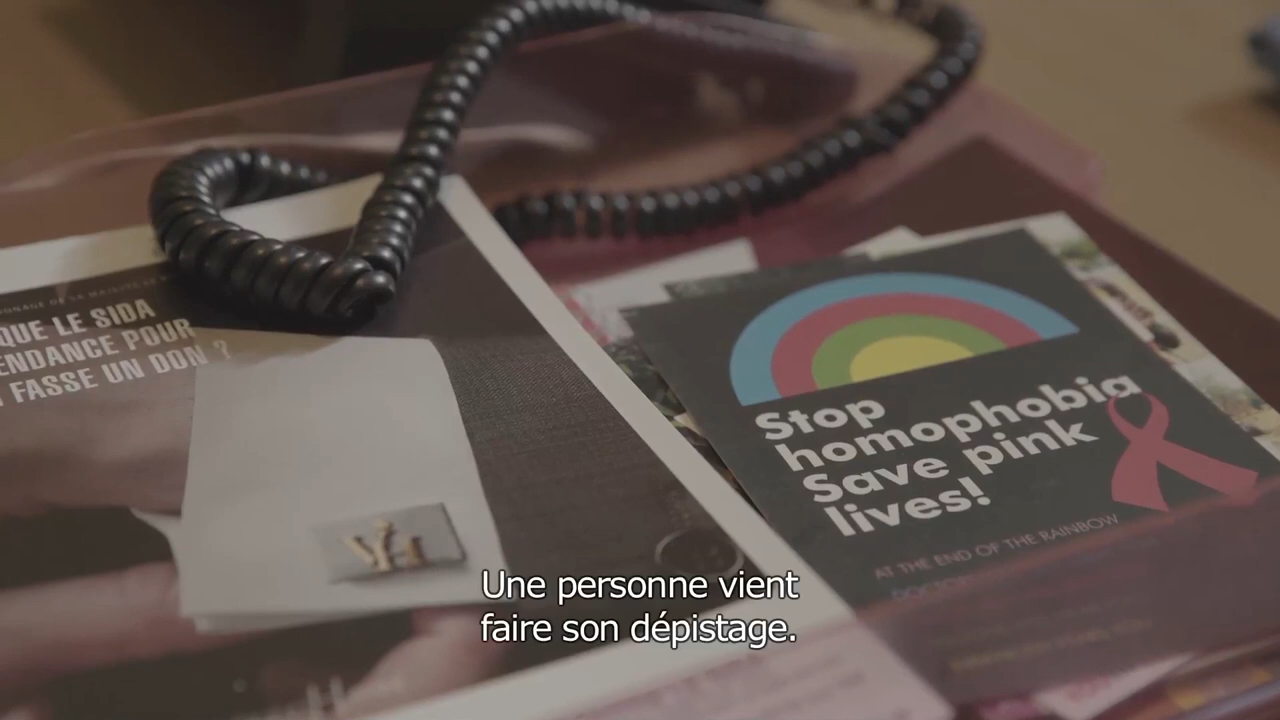 QUE LE SIDA
ENDANCE POUR
FASSE UN DON ?
Stop
homophobia
Save pink
lives!
AT THE END OF THE RAINBOW
Une personne vient
faire son dépistage.